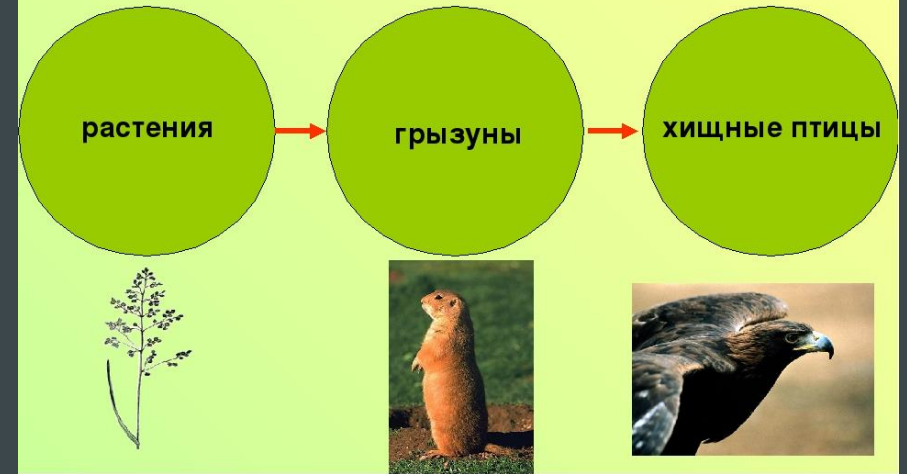 растения
грызуны
хищные птицы